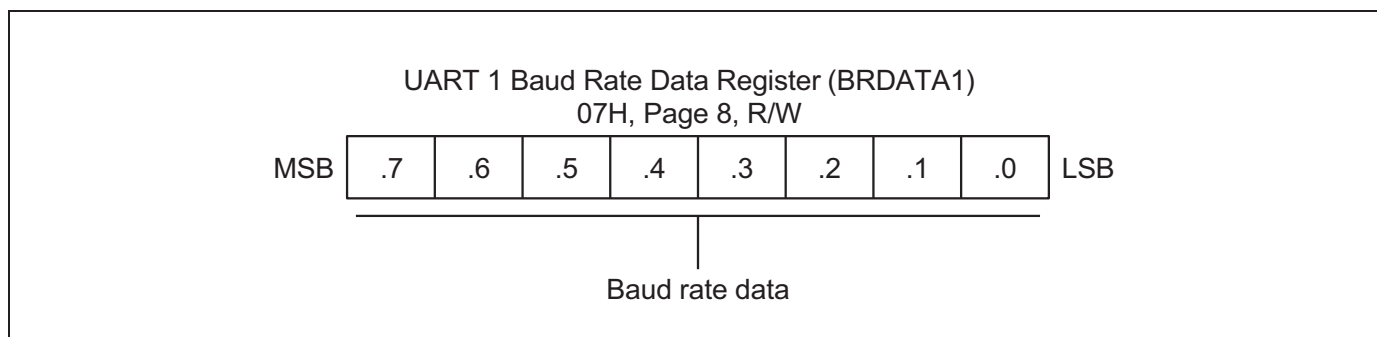 UART 1 Baud Rate Data Register (BRDATA1)
07H, Page 8, R/W
MSB .7 .6 .5 .4 .3 .2 .1 .0 LSB
Baud rate data